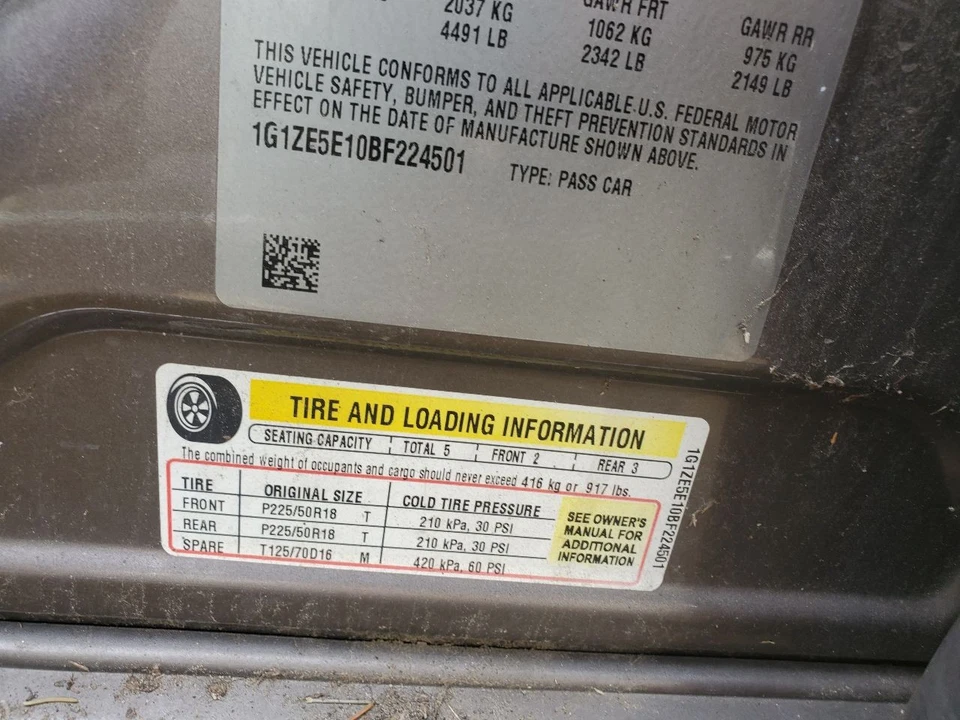 2037 KG
4491 LB
GAWR FRT
1062 KG
2342 LB
GAWR RR
975 KG
2149 LB
THIS VEHICLE CONFORMS TO ALL APPLICABLE U.S. FEDERAL MOTOR
VEHICLE SAFETY, BUMPER, AND THEFT PREVENTION STANDARDS IN
EFFECT ON THE DATE OF MANUFACTURE SHOWN ABOVE.
1G1ZE5E10BF224501 TYPE: PASS CAR
TIRE AND LOADING INFORMATION
SEATING CAPACITY TOTAL 5 FRONT 2 REAR 3
The combined weight of occupants and cargo should never exceed 416 kg or 917 lbs.
TIRE ORIGINAL SIZE COLD TIRE PRESSURE
FRONT P225/50R18 T 210 kPa, 30 PSI
REAR P225/50R18 T 210 kPa, 30 PSI
SPARE T125/70D16 M 420 kPa, 60 PSI
SEE OWNER'S
MANUAL FOR
ADDITIONAL
INFORMATION
1G1ZE5E10BF224501